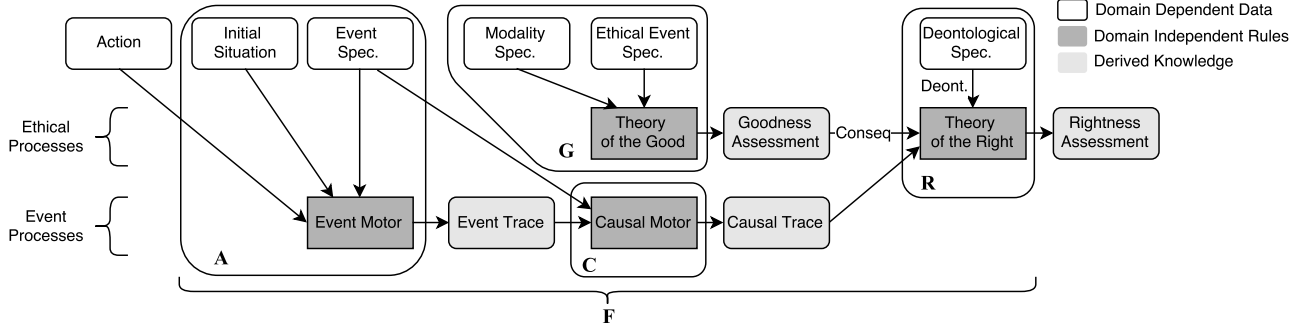 Action
Initial
Situation
Event
Spec.
Modality
Spec.
Ethical Event
Spec.
Deontological
Spec.
Domain Dependent Data
Domain Independent Rules
Derived Knowledge
Deont.
Ethical
Processes
Theory
of the Good
Goodness
Assessment
Conseq
Theory
of the Right
Rightness
Assessment
G
R
Event
Processes
Event Motor
Event Trace
Causal Motor
Causal Trace
A
C
F